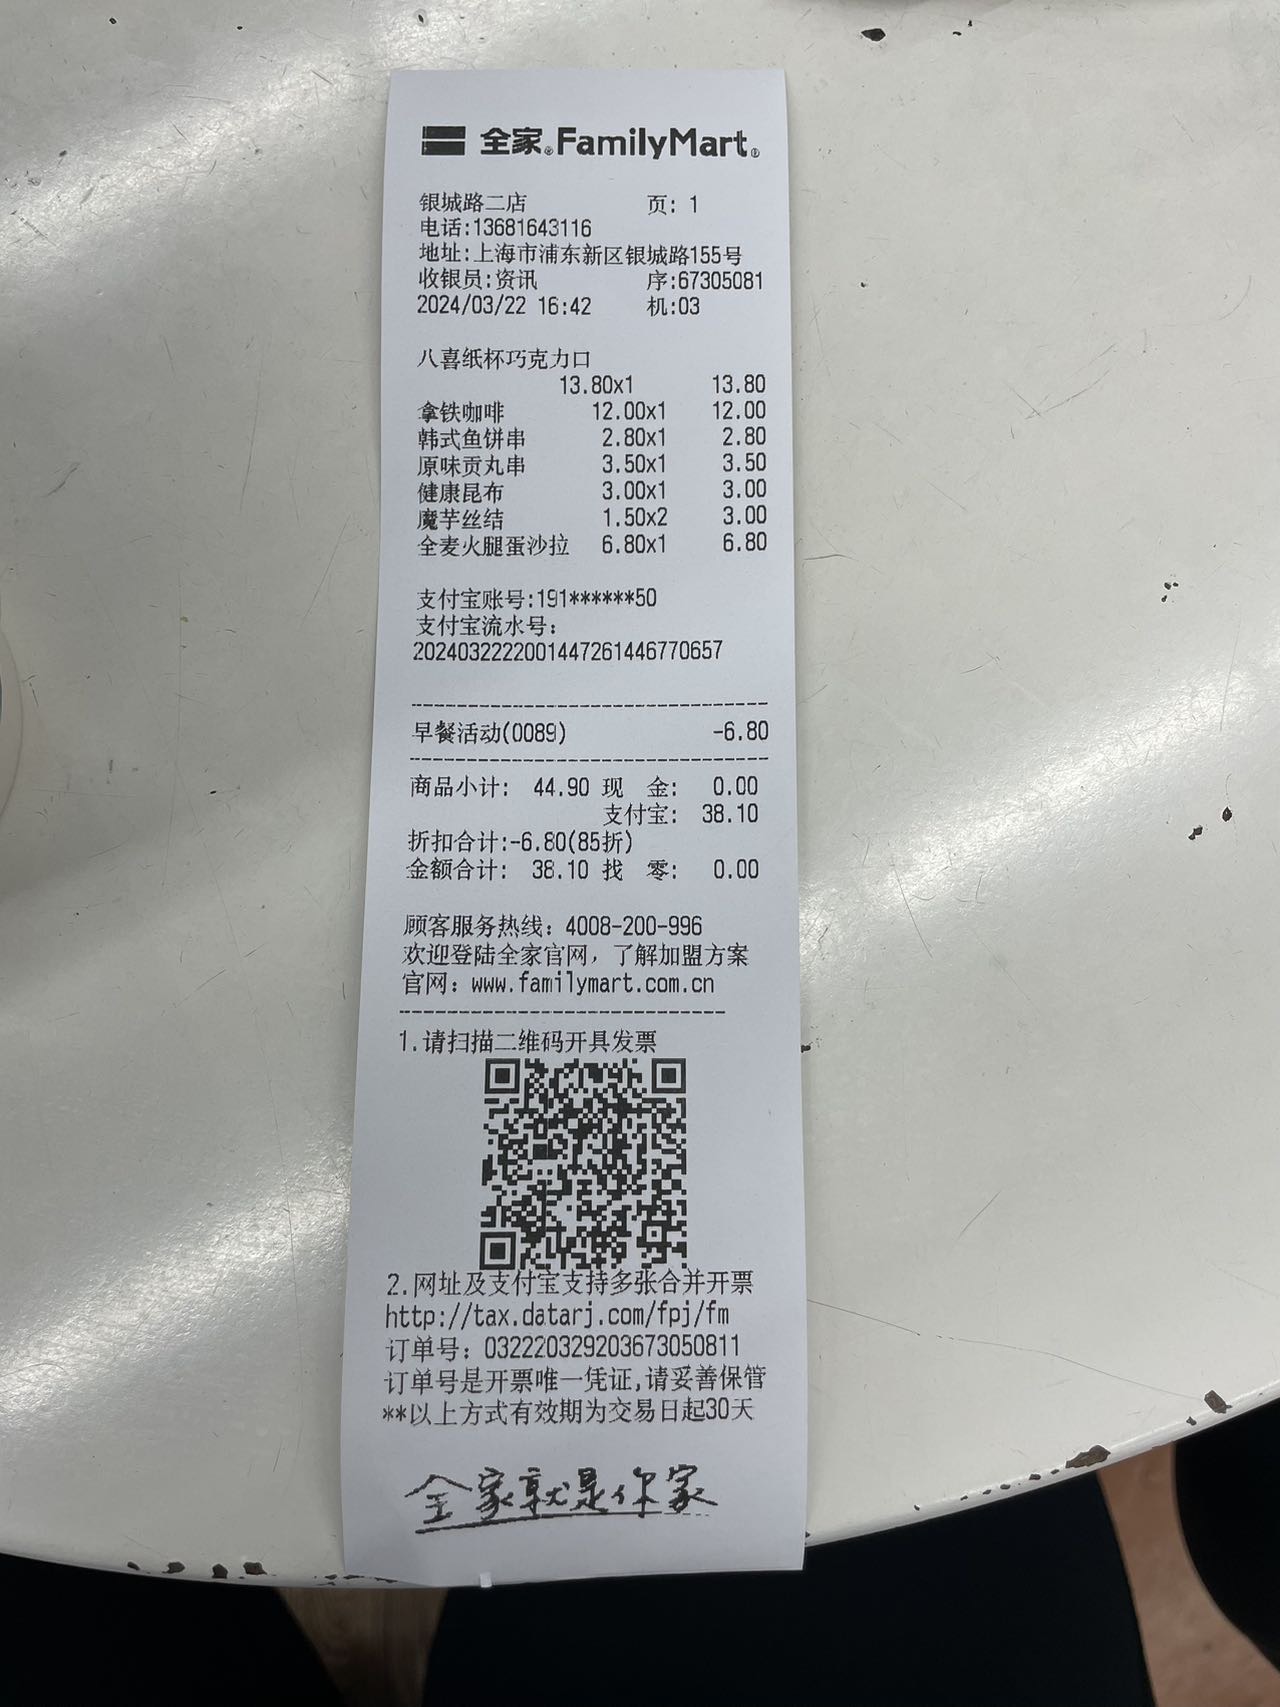 全家 FamilyMart
银城路二店 页: 1
电话:13681643116
地址:上海市浦东新区银城路155号
收银员:资讯 序:67305081
2024/03/22 16:42 机:03
八喜纸杯巧克力口
13.80x1 13.80
拿铁咖啡 12.00x1 12.00
韩式鱼饼串 2.80x1 2.80
原味贡丸串 3.50x1 3.50
健康昆布 3.00x1 3.00
魔芋丝结 1.50x2 3.00
全麦火腿蛋沙拉 6.80x1 6.80
支付宝账号:191******50
支付宝流水号:
2024032222001447261446770657
--------------------------------
早餐活动(0089) -6.80
--------------------------------
商品小计: 44.90 现 金: 0.00
支付宝: 38.10
折扣合计:-6.80(85折)
金额合计: 38.10 找 零: 0.00
顾客服务热线: 4008-200-996
欢迎登陆全家官网,了解加盟方案
官网: www.familymart.com.cn
------------------------------
1.请扫描二维码开具发票
2.网址及支付宝支持多张合并开票
http://tax.datarj.com/fpj/fm
订单号: 032220329203673050811
订单号是开票唯一凭证,请妥善保管
**以上方式有效期为交易日起30天
全家就是你家